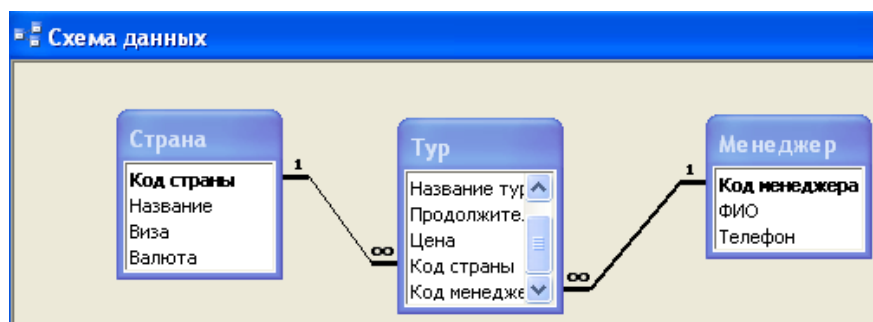 Схема данных
Страна
Код страны
Название
Виза
Валюта
1
∞
Тур
Название тур
Продолжите.
Цена
Код страны
Код менедже
∞
1
Менеджер
Код менеджера
ФИО
Телефон